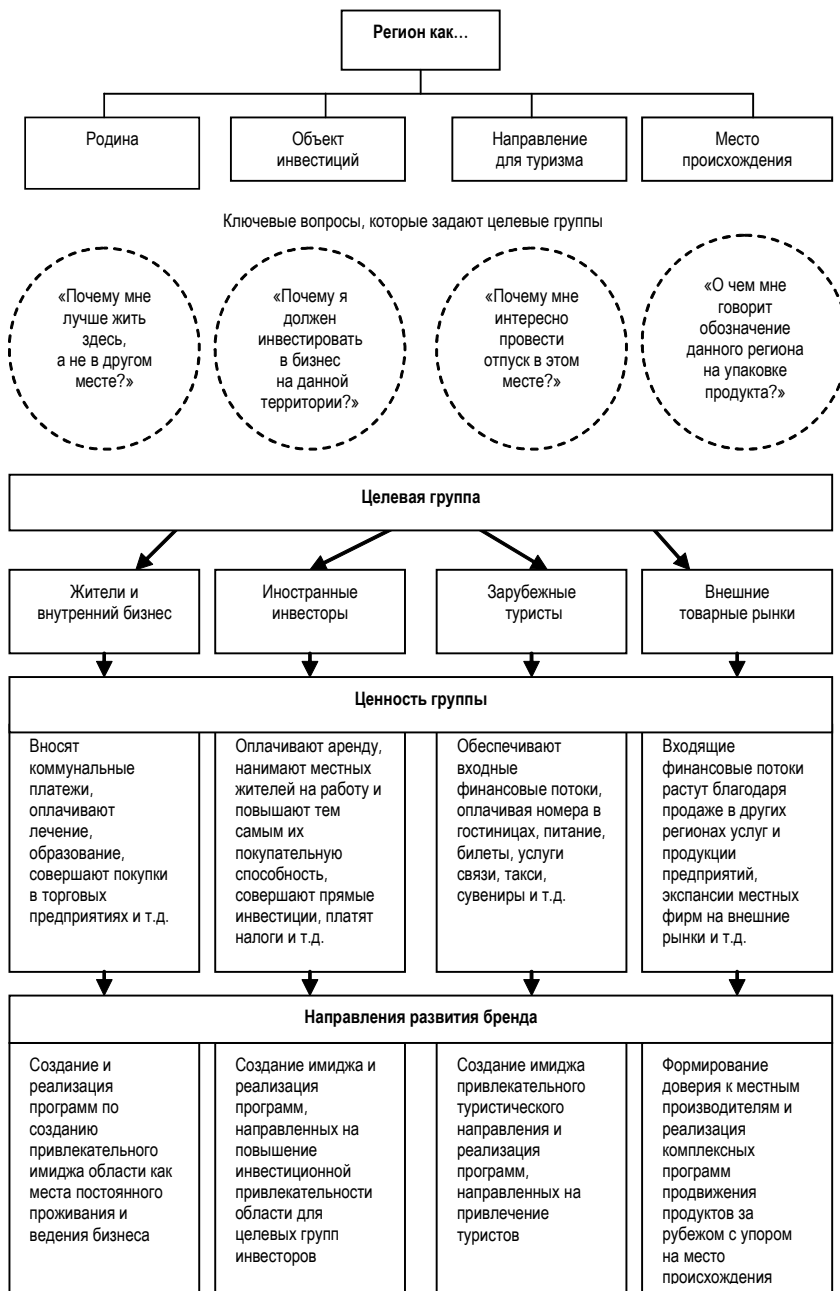 Регион как…
Родина
Объект
инвестиций
Направление
для туризма
Место
происхождения
Ключевые вопросы, которые задают целевые группы
«Почему мне
лучше жить
здесь,
а не в другом
месте?»
«Почему я
должен
инвестировать
в бизнес
на данной
территории?»
«Почему мне
интересно
провести
отпуск в этом
месте?»
«О чем мне
говорит
обозначение
данного региона
на упаковке
продукта?»
Целевая группа
Жители и
внутренний бизнес
Иностранные
инвесторы
Зарубежные
туристы
Внешние
товарные рынки
Ценность группы
Вносят
коммунальные
платежи,
оплачивают
лечение,
образование,
совершают покупки
в торговых
предприятиях и т.д.
Оплачивают аренду,
нанимают местных
жителей на работу и
повышают тем
самым их
покупательную
способность,
совершают прямые
инвестиции, платят
налоги и т.д.
Обеспечивают
входные
финансовые потоки,
оплачивая номера в
гостиницах, питание,
билеты, услуги
связи, такси,
сувениры и т.д.
Входящие
финансовые потоки
растут благодаря
продаже в других
регионах услуг и
продукции
предприятий,
экспансии местных
фирм на внешние
рынки и т.д.
Направления развития бренда
Создание и
реализация
программ по
созданию
привлекательного
имиджа области как
места постоянного
проживания и
ведения бизнеса
Создание имиджа и
реализация
программ,
направленных на
повышение
инвестиционной
привлекательности
области для
целевых групп
инвесторов
Создание имиджа
привлекательного
туристического
направления и
реализация
программ,
направленных на
привлечение
туристов
Формирование
доверия к местным
производителям и
реализация
комплексных
программ
продвижения
продуктов за
рубежом с упором
на место
происхождения